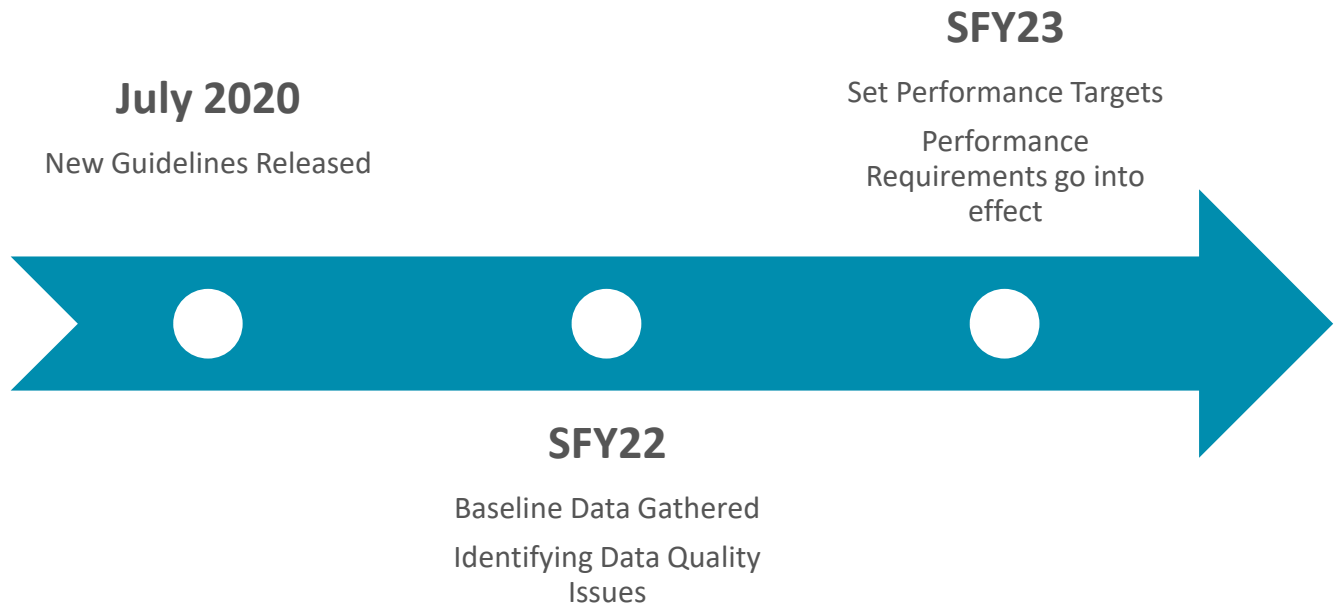 July 2020
New Guidelines Released
SFY22
Baseline Data Gathered
Identifying Data Quality
Issues
SFY23
Set Performance Targets
Performance
Requirements go into
effect